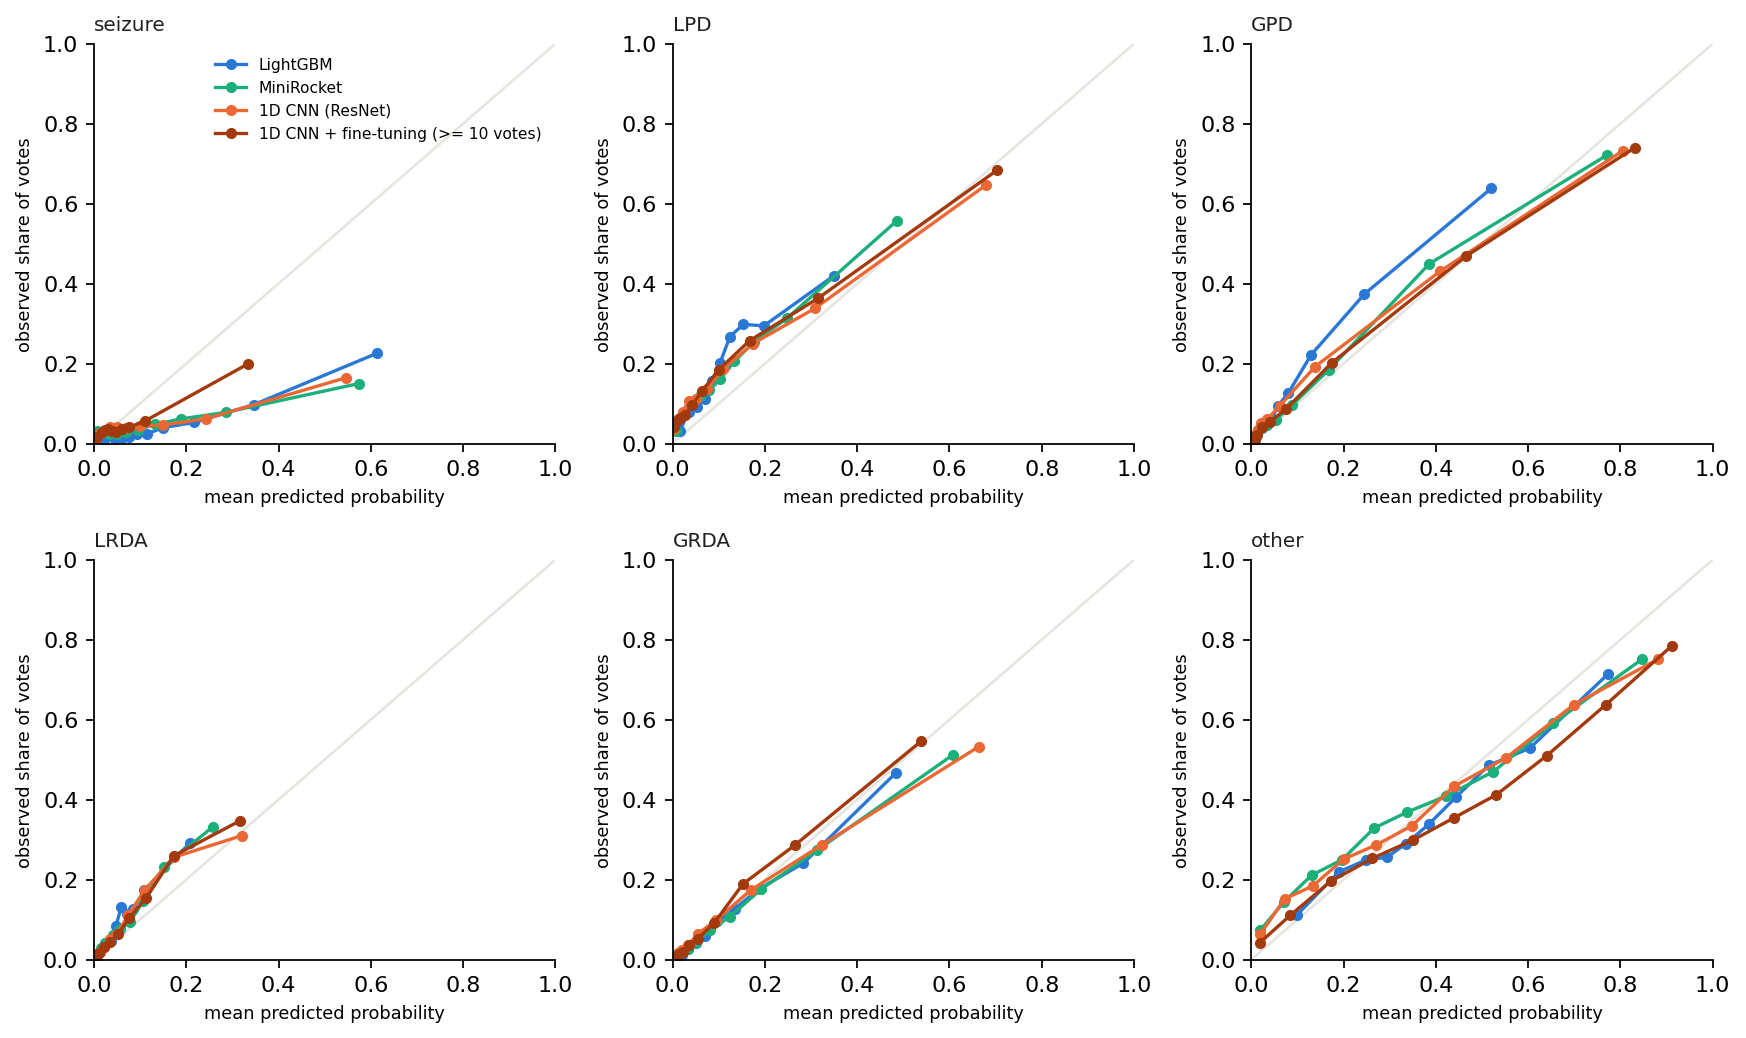 seizure
LPD
GPD
1.0
0.8
0.6
0.4
0.2
0.0
0.0 0.2 0.4 0.6 0.8 1.0
observed share of votes
mean predicted probability
LightGBM
MiniRocket
1D CNN (ResNet)
1D CNN + fine-tuning (>= 10 votes)
1.0
0.8
0.6
0.4
0.2
0.0
0.0 0.2 0.4 0.6 0.8 1.0
observed share of votes
mean predicted probability
1.0
0.8
0.6
0.4
0.2
0.0
0.0 0.2 0.4 0.6 0.8 1.0
observed share of votes
mean predicted probability
LRDA
GRDA
other
1.0
0.8
0.6
0.4
0.2
0.0
0.0 0.2 0.4 0.6 0.8 1.0
observed share of votes
mean predicted probability
1.0
0.8
0.6
0.4
0.2
0.0
0.0 0.2 0.4 0.6 0.8 1.0
observed share of votes
mean predicted probability
1.0
0.8
0.6
0.4
0.2
0.0
0.0 0.2 0.4 0.6 0.8 1.0
observed share of votes
mean predicted probability